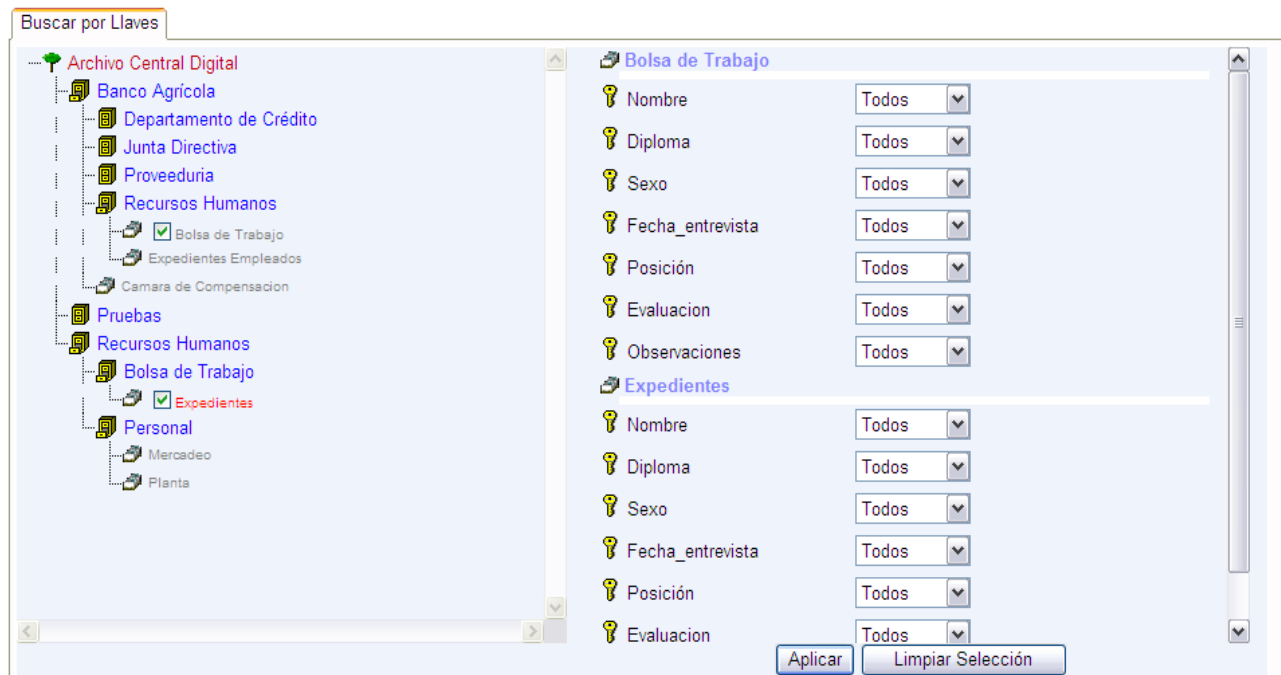 Buscar por Llaves
Archivo Central Digital
Banco Agrícola
Departamento de Crédito
Junta Directiva
Proveeduria
Recursos Humanos
Bolsa de Trabajo
Expedientes Empleados
Camara de Compensacion
Pruebas
Recursos Humanos
Bolsa de Trabajo
Expedientes
Personal
Mercadeo
Planta
Bolsa de Trabajo
Nombre Todos
Diploma Todos
Sexo Todos
Fecha_entrevista Todos
Posición Todos
Evaluacion Todos
Observaciones Todos
Expedientes
Nombre Todos
Diploma Todos
Sexo Todos
Fecha_entrevista Todos
Posición Todos
Evaluacion Todos
Aplicar Limpiar Selección